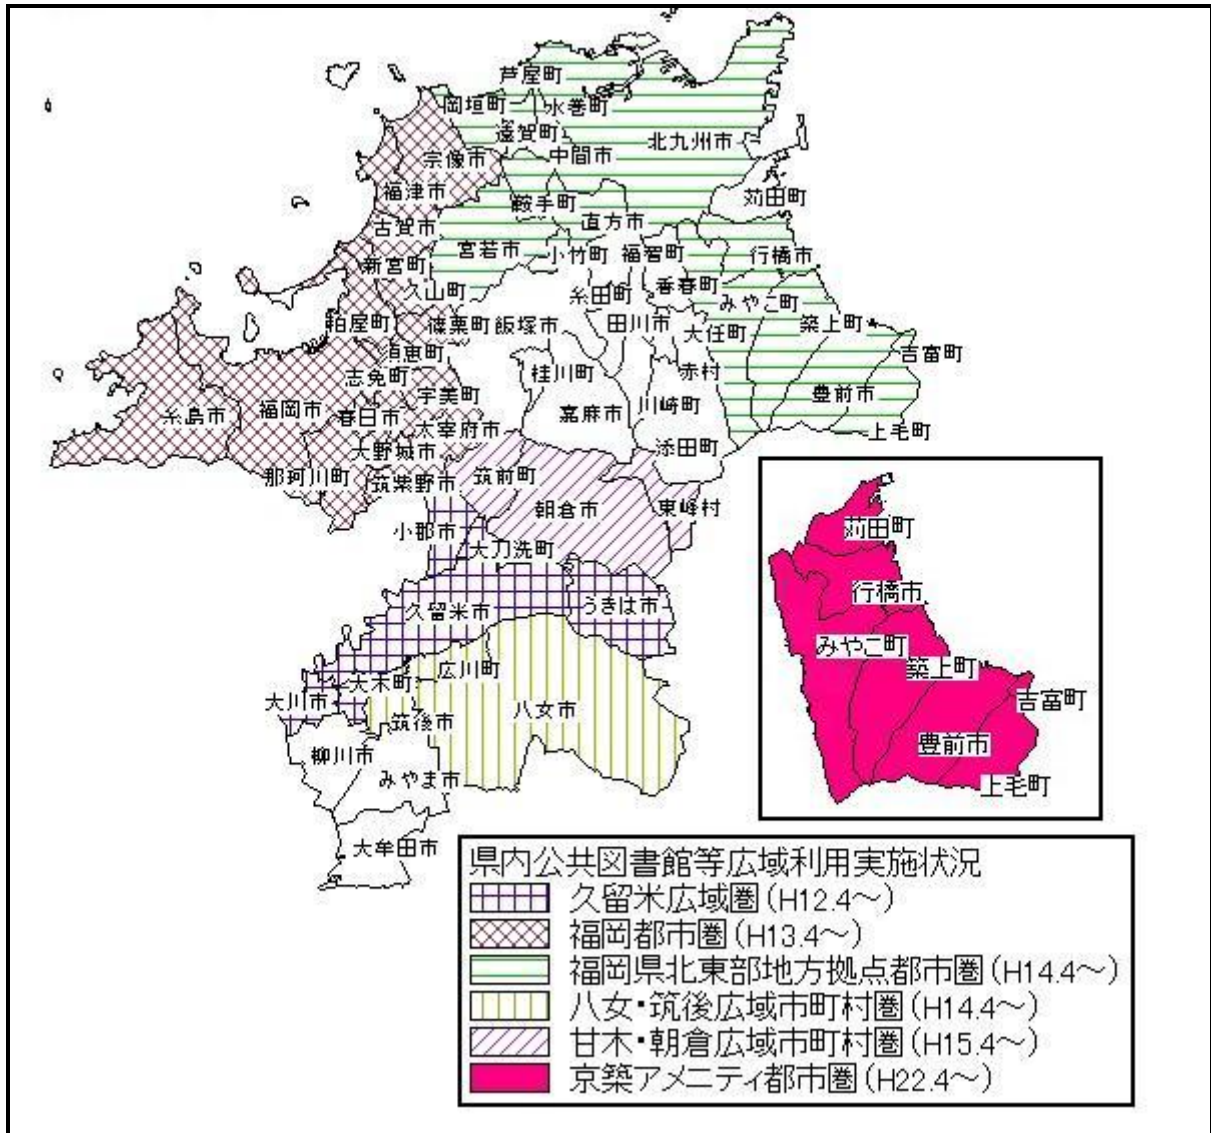 芦屋町
岡垣町
水巻町
遠賀町
北九州市
中間市
宗像市
福津市
鞍手町
苅田町
直方市
古賀市
宮若市
小竹町
福智町
行橋市
新宮町
久山町
糸田町
香春町
みやこ町
粕屋町
篠栗町
飯塚市
田川市
大任町
築上町
吉富町
須恵町
志免町
桂川町
赤村
宇美町
豊前市
糸島市
福岡市
春日市
嘉麻市
川崎町
太宰府市
上毛町
大野城市
添田町
那珂川町
筑紫野市
筑前町
朝倉市
東峰村
小郡市
大刀洗町
久留米市
うきは市
広川町
大木町
大川市
八女市
筑後市
柳川市
みやま市
大牟田市
苅田町
行橋市
みやこ町
築上町
吉富町
豊前市
上毛町
県内公共図書館等広域利用実施状況
久留米広域圏(H12.4～)
福岡都市圏(H13.4～)
福岡県北東部地方拠点都市圏(H14.4～)
八女・筑後広域市町村圏(H14.4～)
甘木・朝倉広域市町村圏(H15.4～)
京築アメニティ都市圏(H22.4～)